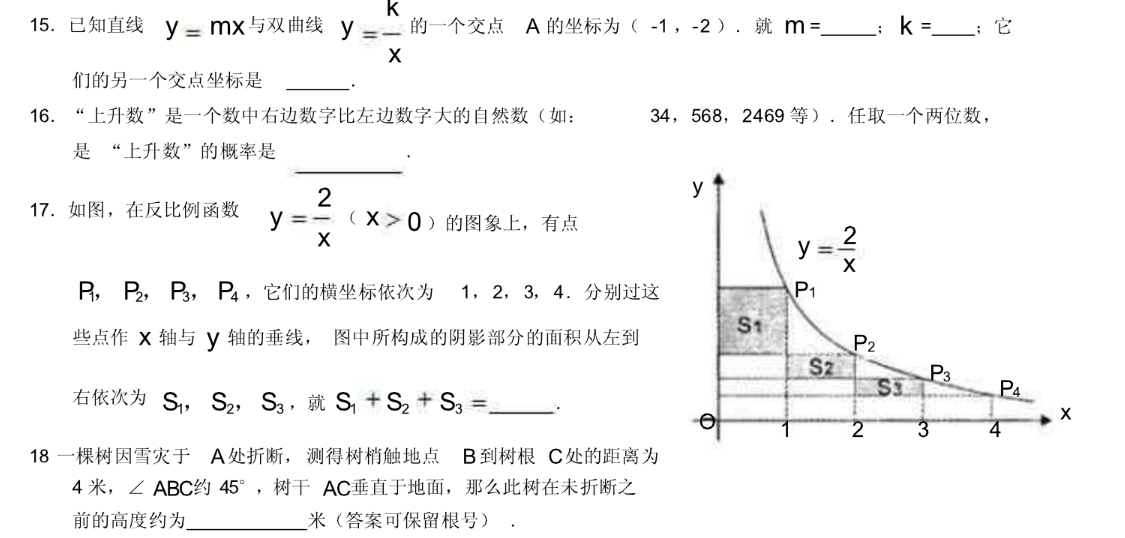 15．已知直线 y = mx 与双曲线 y = k/x 的一个交点 A 的坐标为（ -1，-2 ）．就 m =_____；k =____；它
们的另一个交点坐标是 ______．
16．“上升数”是一个数中右边数字比左边数字大的自然数（如： 34，568，2469 等）．任取一个两位数，
是 “上升数”的概率是 __________．
17．如图，在反比例函数 y = 2/x （ x > 0 ）的图象上，有点
P₁， P₂， P₃， P₄，它们的横坐标依次为 1，2，3，4．分别过这
些点作 x 轴与 y 轴的垂线， 图中所构成的阴影部分的面积从左到
右依次为 S₁， S₂， S₃，就 S₁ + S₂ + S₃ =______．
18 一棵树因雪灾于 A处折断，测得树梢触地点 B到树根 C处的距离为
4 米，∠ ABC约 45°，树干 AC垂直于地面，那么此树在未折断之
前的高度约为____________米（答案可保留根号）．
y
y = 2/x
P₁
S1
P₂
S2
P₃
S3
P₄
O
1 2 3 4
x